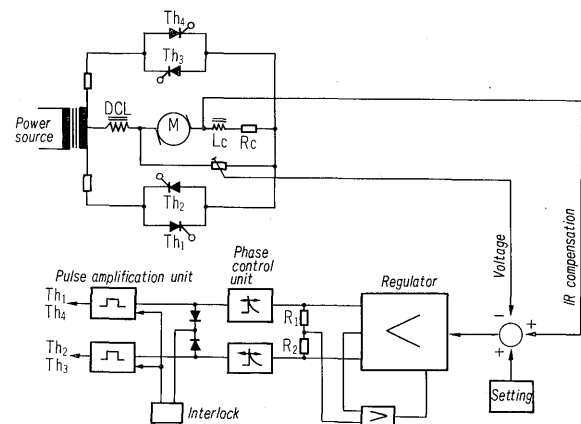 Th4
Th3
DCL
M
Lc
Rc
Power
source
Th2
Th1
Voltage
IR compensation
Pulse amplification unit
Phase
control
unit
Regulator
Th1
Th4
R1
R2
Th2
Th3
Interlock
<
>
−
+
+
Setting